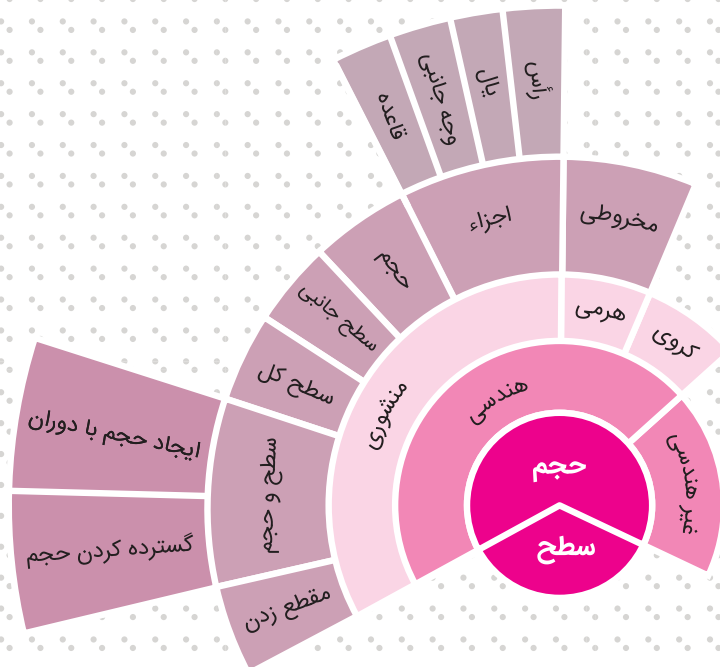 حجم
سطح
هندسی
غیر هندسی
منشوری
هرمی
کروی
مخروطی
اجزاء
حجم
سطح جانبی
سطح کل
سطح و حجم
مقطع زدن
رأس
یال
وجه جانبی
قاعده
ایجاد حجم با دوران
گسترده کردن حجم